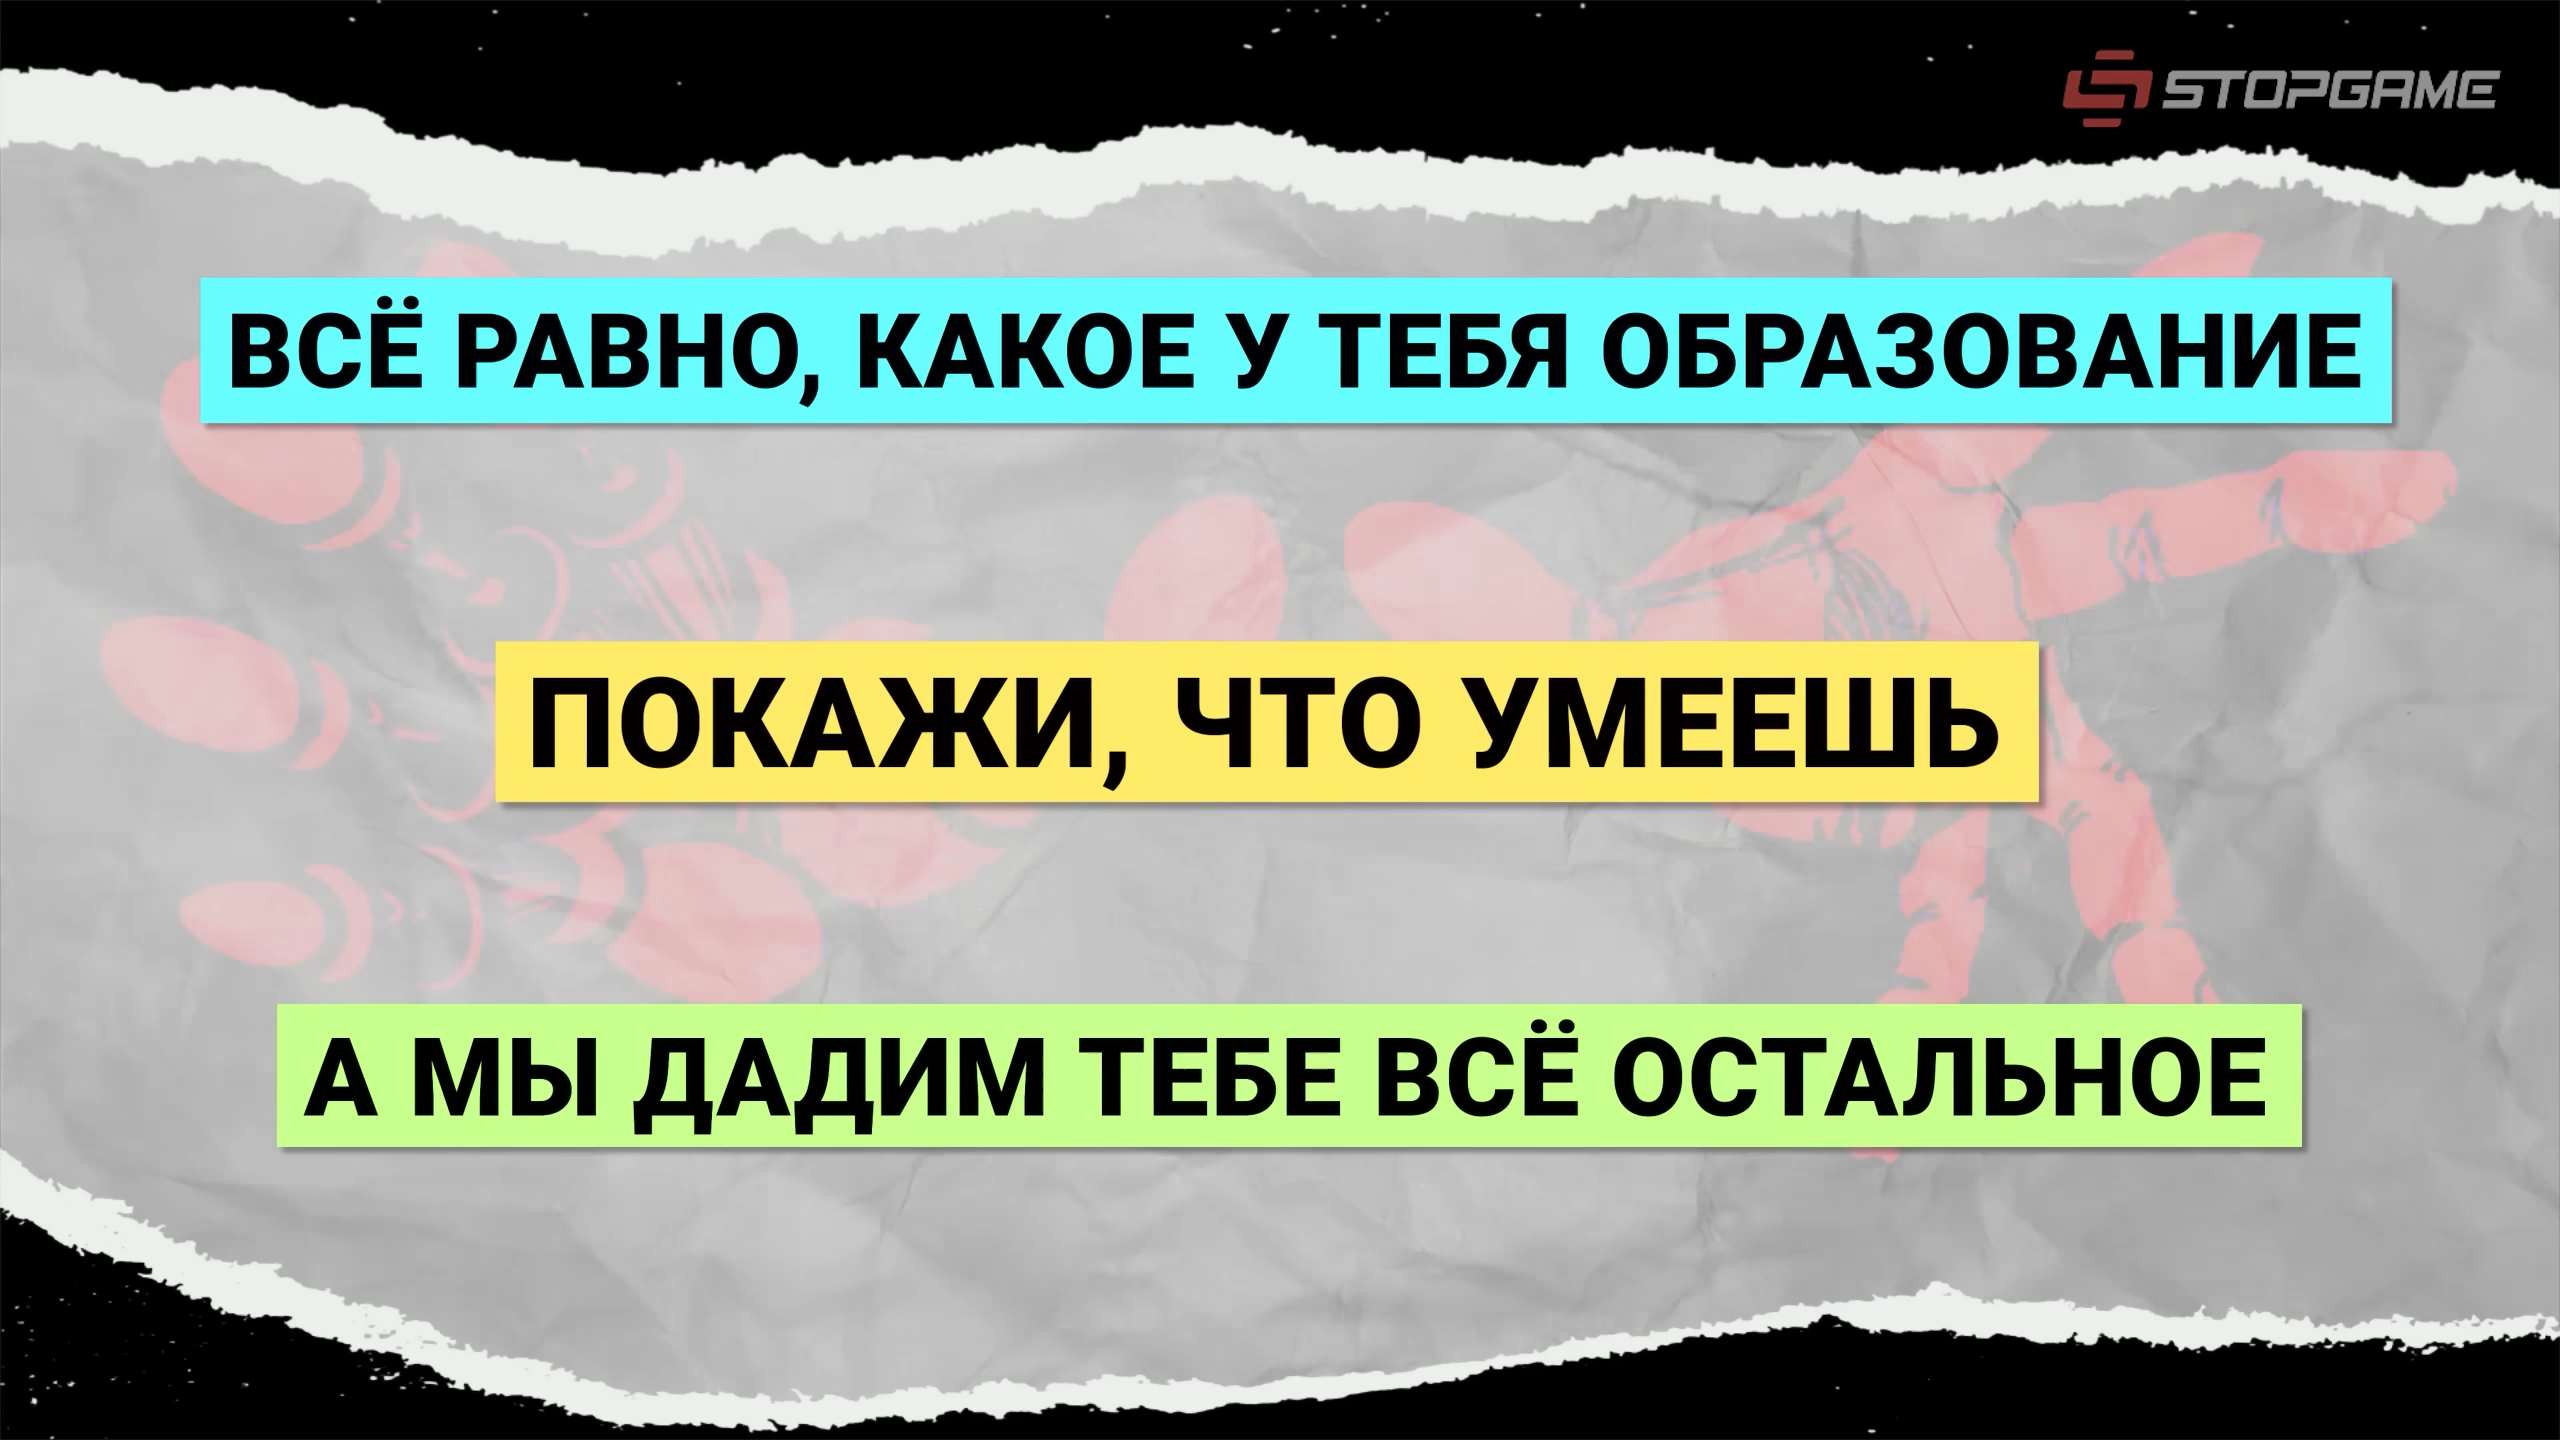 STOPGAME
ВСЁ РАВНО, КАКОЕ У ТЕБЯ ОБРАЗОВАНИЕ
ПОКАЖИ, ЧТО УМЕЕШЬ
А МЫ ДАДИМ ТЕБЕ ВСЁ ОСТАЛЬНОЕ